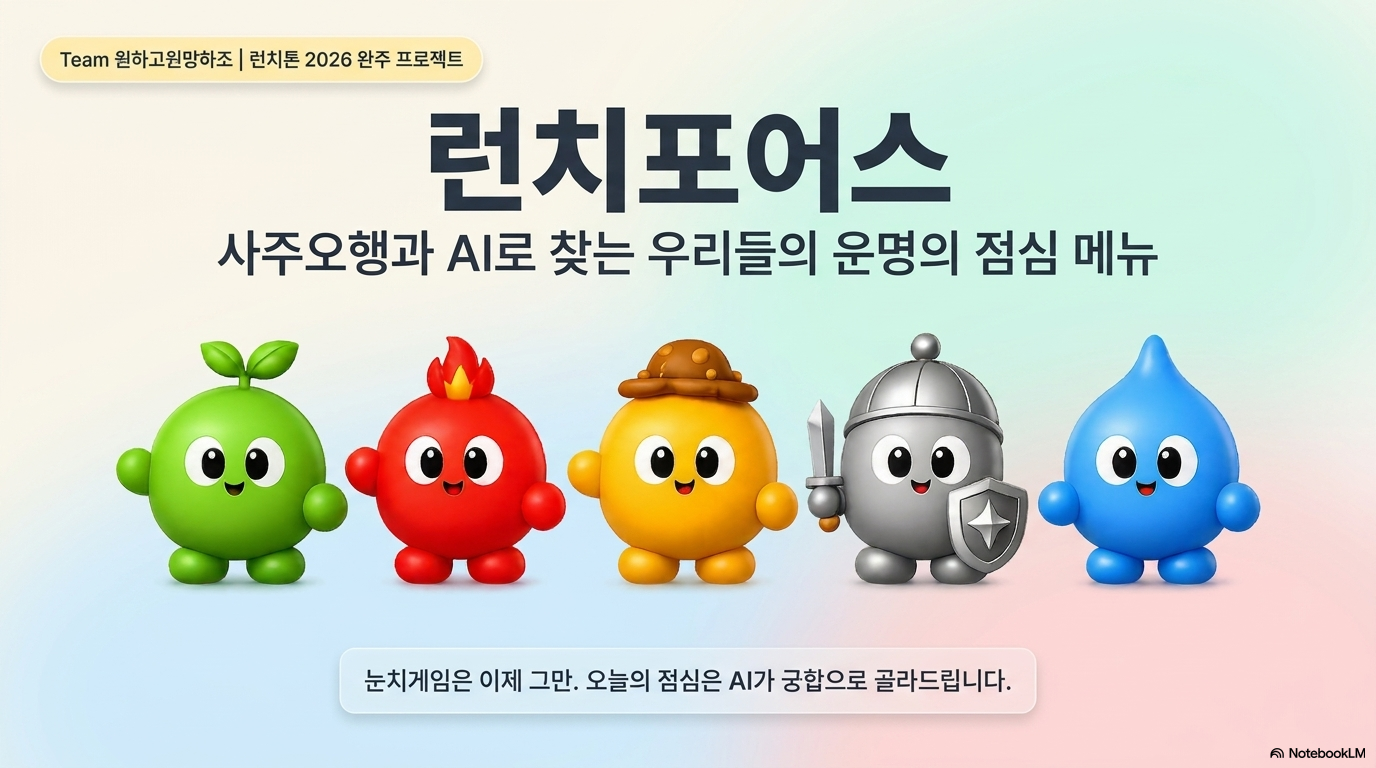 Team 원하고원망하조 | 런치톤 2026 완주 프로젝트
런치포어스
사주오행과 AI로 찾는 우리들의 운명의 점심 메뉴
눈치게임은 이제 그만. 오늘의 점심은 AI가 궁합으로 골라드립니다.
NotebookLM